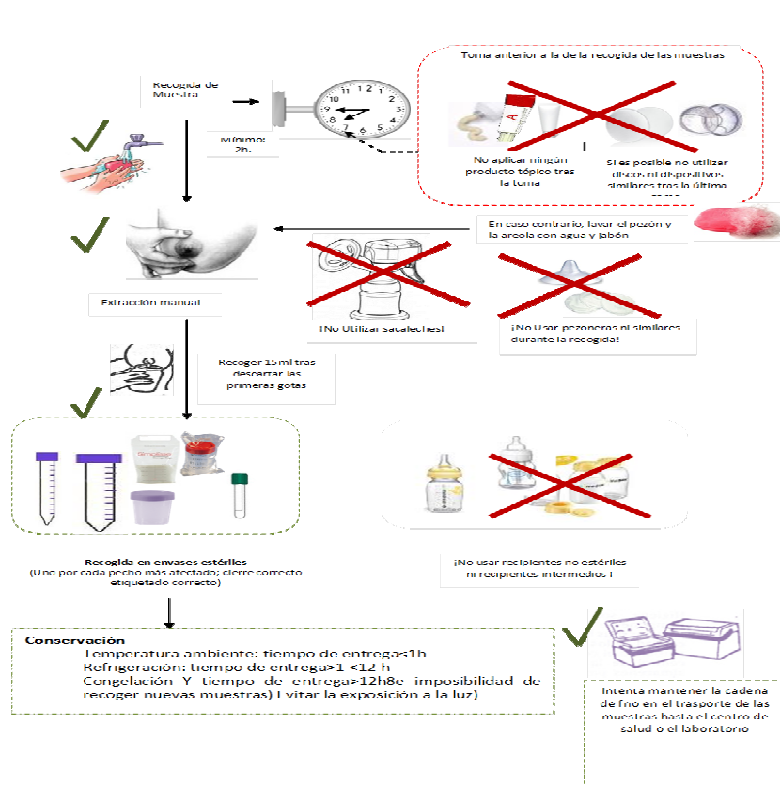 Toma anterior a la de la recogida de las muestras
Recogida de
Muestra
Mínimo:
2h.
No aplicar ningún
producto tópico tras
la toma
Si es posible no utilizar
discos ni dispositivos
similares tras la última
En caso contrario, lavar el pezón y
la areola con agua y jabón
Extracción manual
¡No Utilizar sacaleches!
¡No Usar pezoneras ni similares
durante la recogida!
Recoger 15ml tras
descartar las
primeras gotas
Recogida en envases estériles
(Uno por cada pecho más afectado; cierre correcto
etiquetado correcto)
¡No usar recipientes no estériles
ni recipientes intermedios !
Conservación
Temperatura ambiente: tiempo de entrega<1h
Refrigeración: tiempo de entrega>1 <12 h
Congelación Y tiempo de entrega>12h8e imposibilidad de
recoger nuevas muestras) Evitar la exposición a la luz)
Intenta mantener la cadena
de frio en el trasporte de las
muestras hasta el centro de
salud o el laboratorio